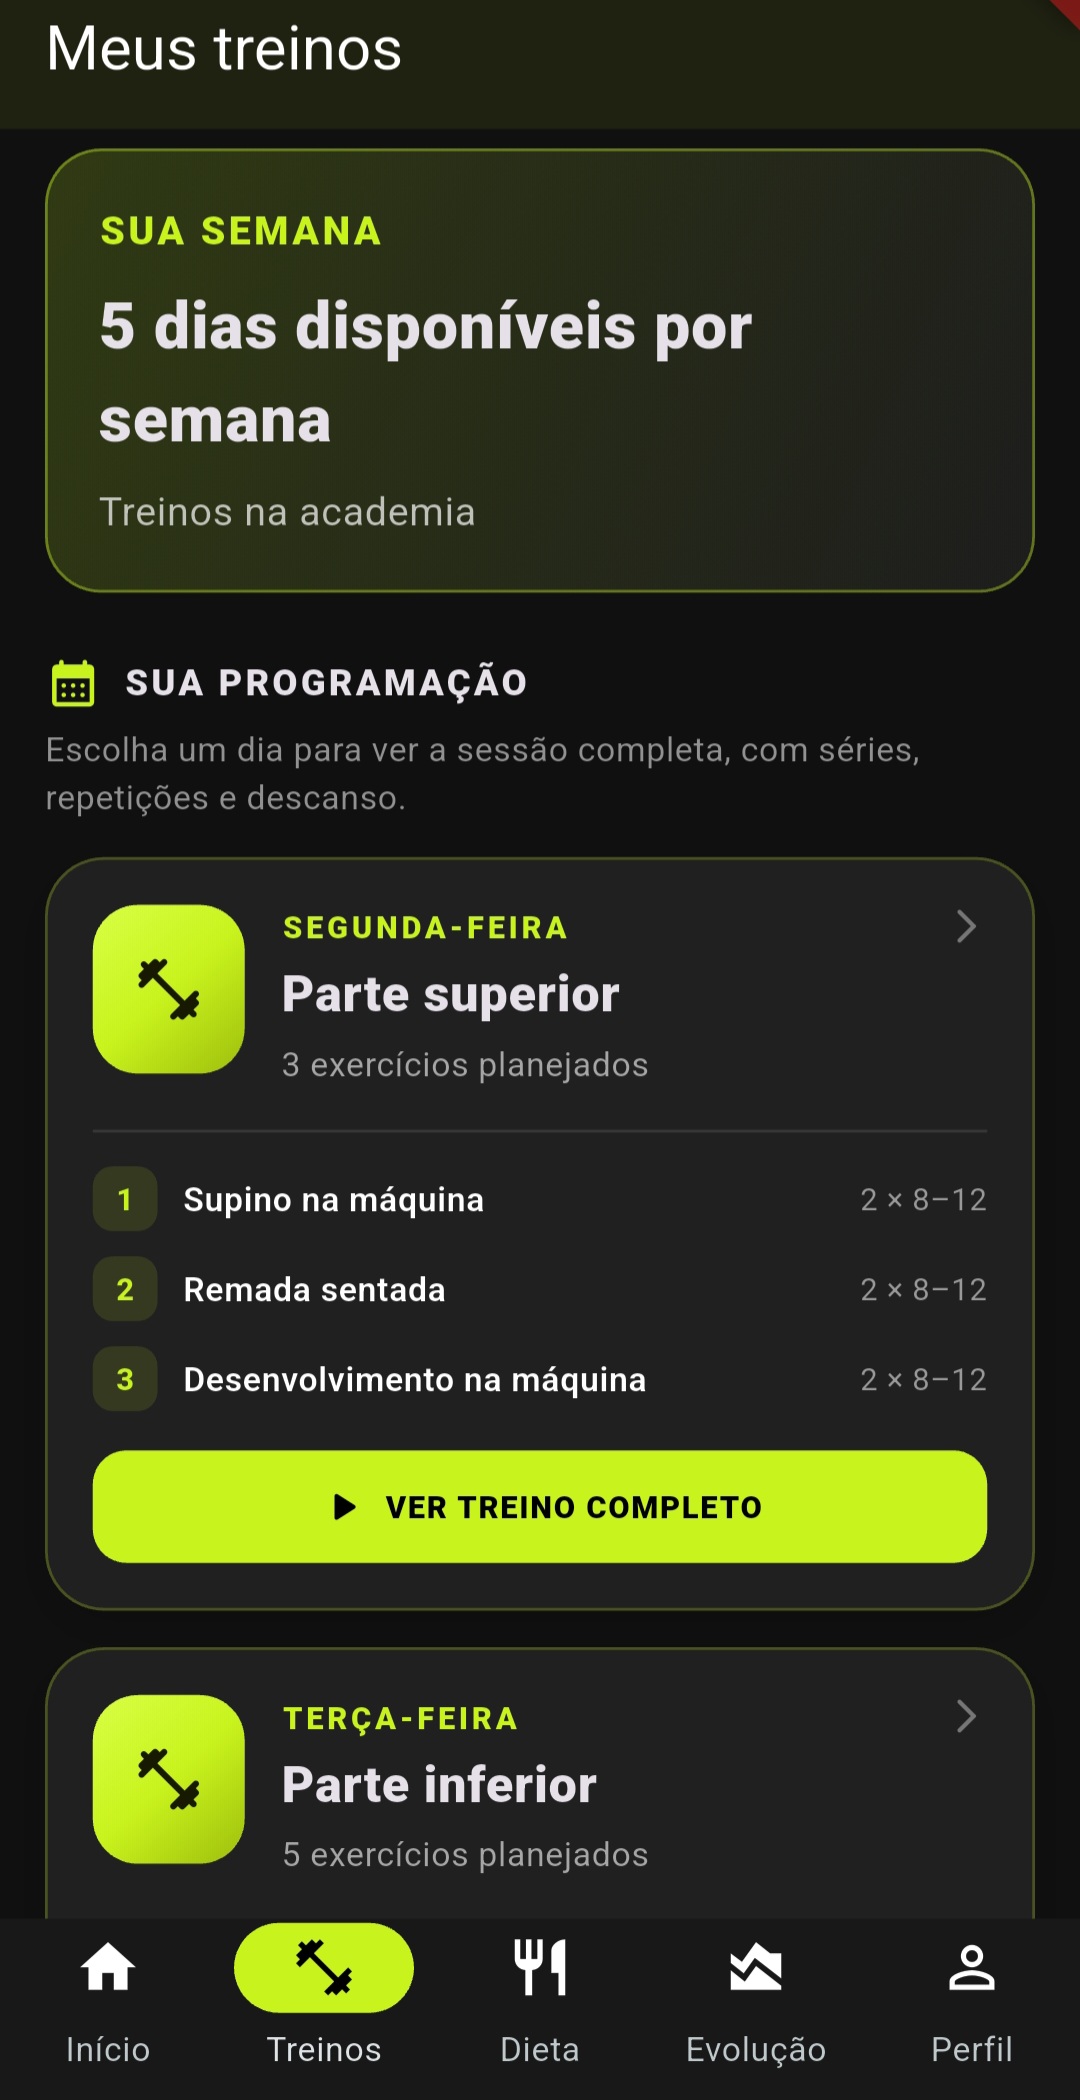 Meus treinos
SUA SEMANA
5 dias disponíveis por
semana
Treinos na academia
SUA PROGRAMAÇÃO
Escolha um dia para ver a sessão completa, com séries,
repetições e descanso.
SEGUNDA-FEIRA
Parte superior
3 exercícios planejados
1 Supino na máquina 2 × 8–12
2 Remada sentada 2 × 8–12
3 Desenvolvimento na máquina 2 × 8–12
VER TREINO COMPLETO
TERÇA-FEIRA
Parte inferior
5 exercícios planejados
Início Treinos Dieta Evolução Perfil